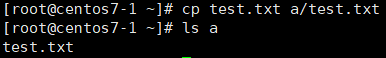 [root@centos7-1 ~]# cp test.txt a/test.txt
[root@centos7-1 ~]# ls a
test.txt